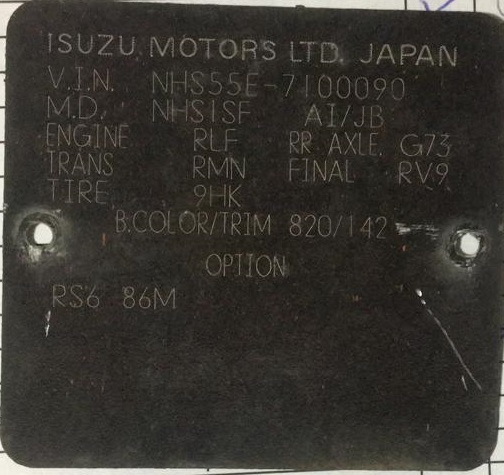 ISUZU MOTORS LTD. JAPAN
V.I.N. NHS55E-7100090
M.D. NHS1SF AI/JB
ENGINE RLF RR AXLE G73
TRANS RMN FINAL RV9
TIRE 9HK
B.COLOR/TRIM 820/142
OPTION
RS6 86M